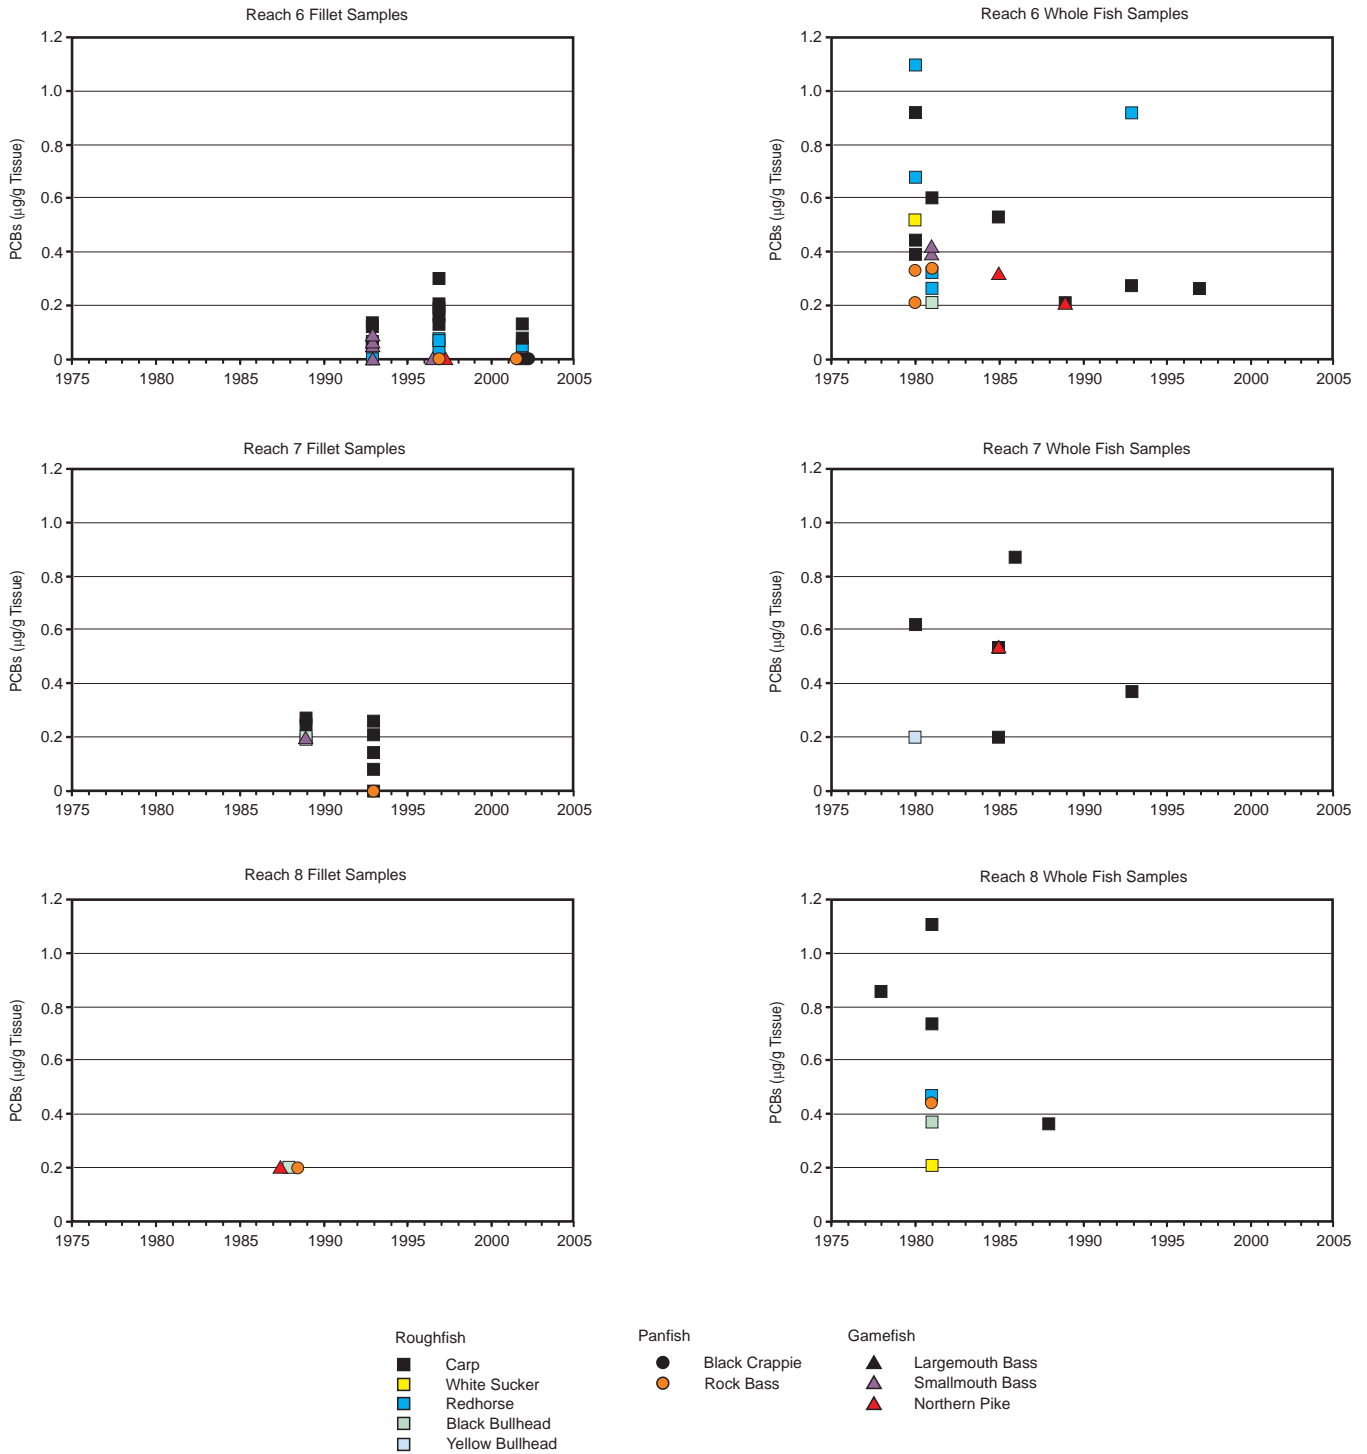 Reach 6 Fillet Samples
1.2
1.0
0.8
0.6
0.4
0.2
0
PCBs (µg/g Tissue)
1975 1980 1985 1990 1995 2000 2005
Reach 6 Whole Fish Samples
1.2
1.0
0.8
0.6
0.4
0.2
0
PCBs (µg/g Tissue)
1975 1980 1985 1990 1995 2000 2005
Reach 7 Fillet Samples
1.2
1.0
0.8
0.6
0.4
0.2
0
PCBs (µg/g Tissue)
1975 1980 1985 1990 1995 2000 2005
Reach 7 Whole Fish Samples
1.2
1.0
0.8
0.6
0.4
0.2
0
PCBs (µg/g Tissue)
1975 1980 1985 1990 1995 2000 2005
Reach 8 Fillet Samples
1.2
1.0
0.8
0.6
0.4
0.2
0
PCBs (µg/g Tissue)
1975 1980 1985 1990 1995 2000 2005
Reach 8 Whole Fish Samples
1.2
1.0
0.8
0.6
0.4
0.2
0
PCBs (µg/g Tissue)
1975 1980 1985 1990 1995 2000 2005
Roughfish
Carp
White Sucker
Redhorse
Black Bullhead
Yellow Bullhead
Panfish
Black Crappie
Rock Bass
Gamefish
Largemouth Bass
Smallmouth Bass
Northern Pike